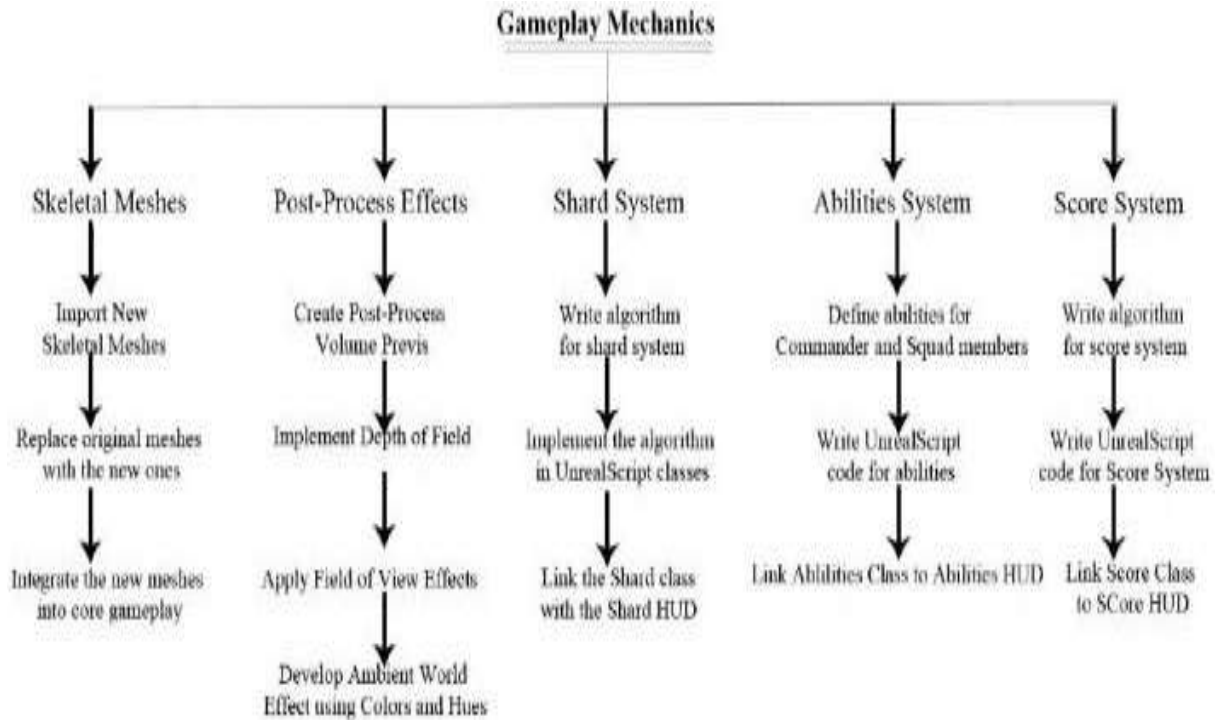 Gameplay Mechanics
Skeletal Meshes
Import New
Skeletal Meshes
Replace original meshes
with the new ones
Integrate the new meshes
into core gameplay
Post-Process Effects
Create Post-Process
Volume Previs
Implement Depth of Field
Apply Field of View Effects
Develop Ambient World
Effect using Colors and Hues
Shard System
Write algorithm
for shard system
Implement the algorithm
in UnrealScript classes
Link the Shard class
with the Shard HUD
Abilities System
Define abilities for
Commander and Squad members
Write UnrealScript
code for abilities
Link Ablilities Class to Abilities HUD
Score System
Write algorithm
for score system
Write UnrealScript
code for Score System
Link Score Class
to SCore HUD